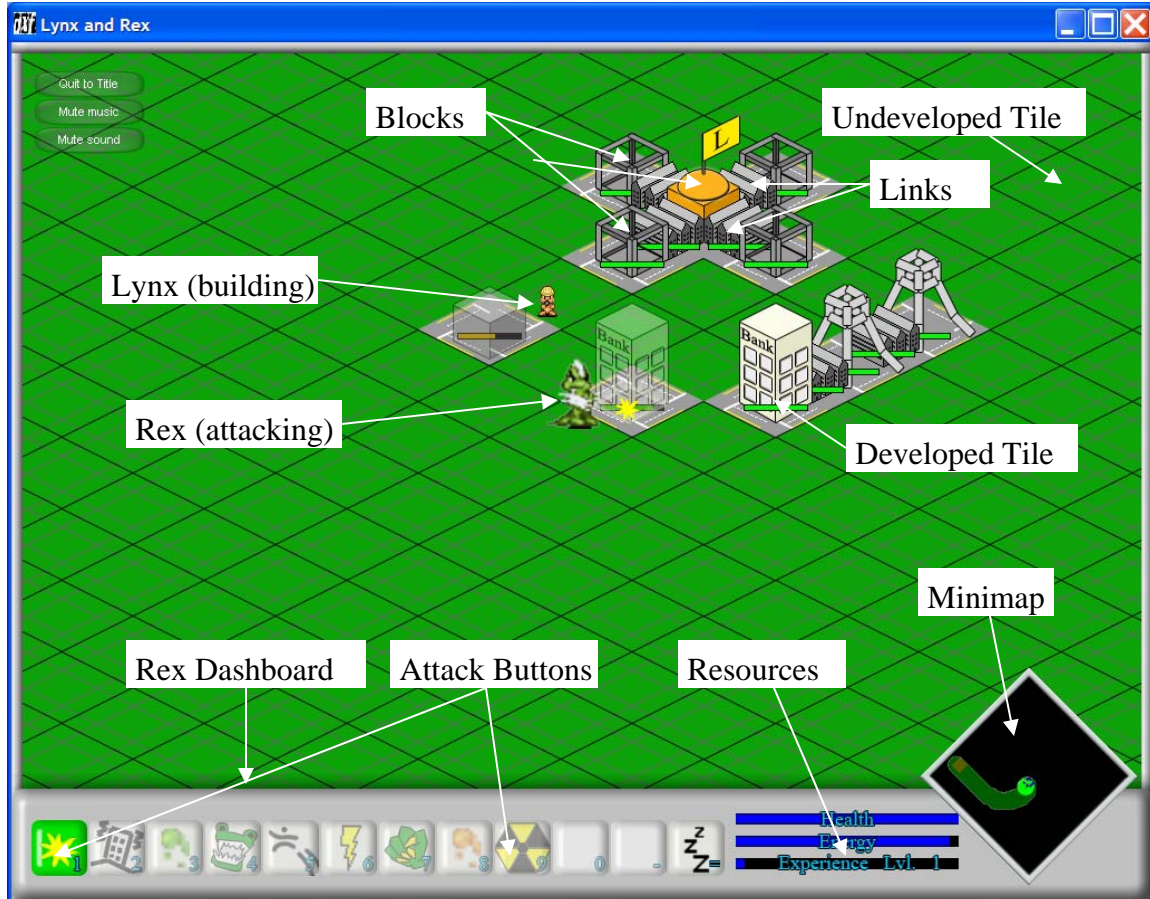 Lynx and Rex
Quit to Title
Mute music
Mute sound
Blocks
Undeveloped Tile
L
Links
Lynx (building)
Bank
Bank
Rex (attacking)
Developed Tile
Minimap
Rex Dashboard
Attack Buttons
Resources
1
2
3
4
5
6
7
8
9
0
-
z z Z=
Health
Energy
Experience Lvl. 1